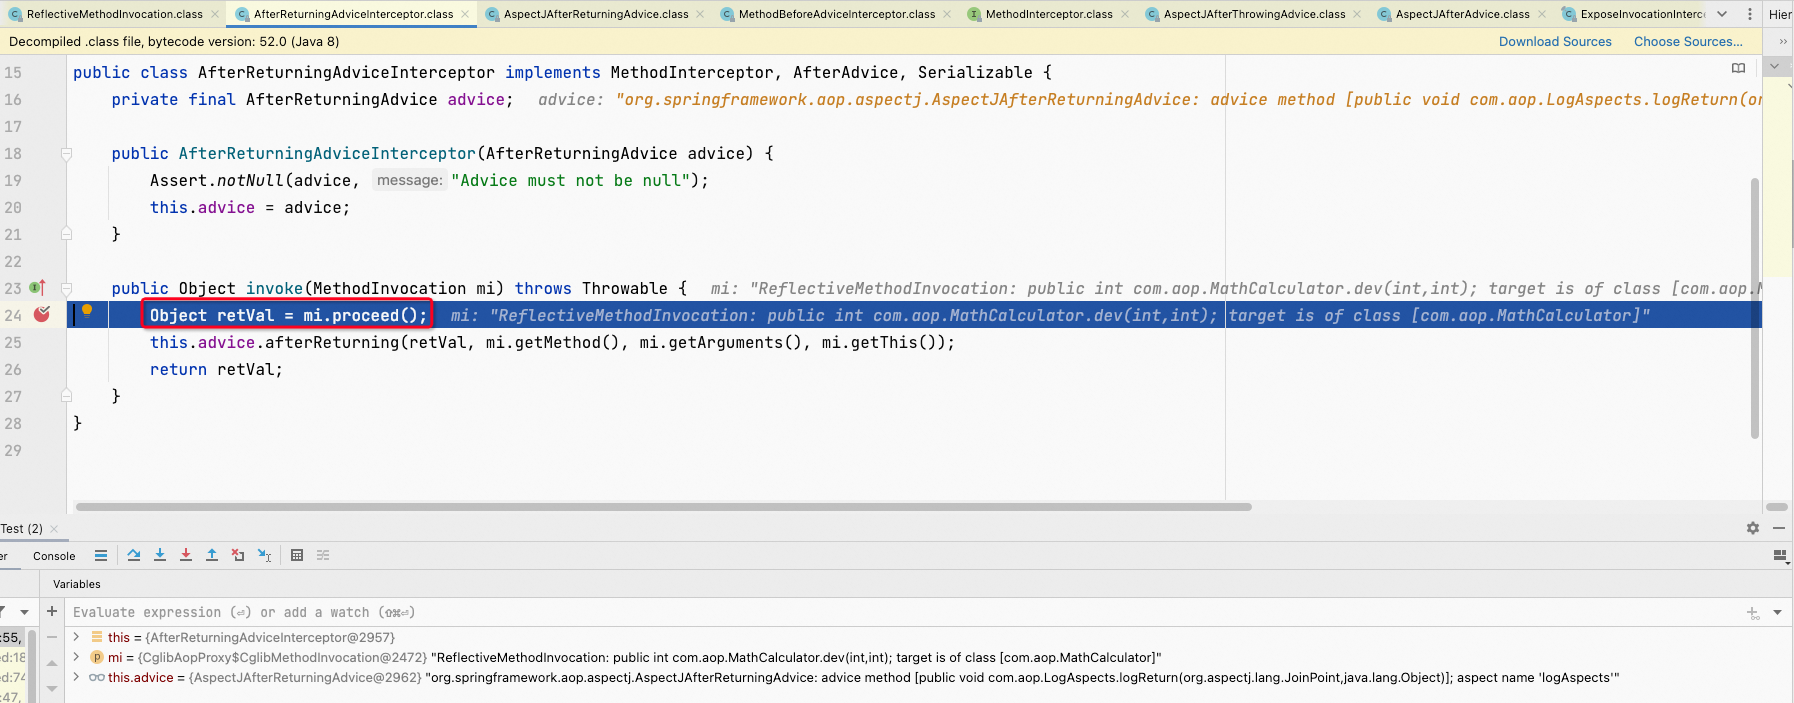 ReflectiveMethodInvocation.class AfterReturningAdviceInterceptor.class AspectJAfterReturningAdvice.class MethodBeforeAdviceInterceptor.class MethodInterceptor.class AspectJAfterThrowingAdvice.class AspectJAfterAdvice.class ExposeInvocationInterc Hier
Decompiled .class file, bytecode version: 52.0 (Java 8) Download Sources Choose Sources...
15 public class AfterReturningAdviceInterceptor implements MethodInterceptor, AfterAdvice, Serializable {
16 private final AfterReturningAdvice advice; advice: "org.springframework.aop.aspectj.AspectJAfterReturningAdvice: advice method [public void com.aop.LogAspects.logReturn(or
17
18 public AfterReturningAdviceInterceptor(AfterReturningAdvice advice) {
19 Assert.notNull(advice, message: "Advice must not be null");
20 this.advice = advice;
21 }
22
23 public Object invoke(MethodInvocation mi) throws Throwable { mi: "ReflectiveMethodInvocation: public int com.aop.MathCalculator.dev(int,int); target is of class [com.aop.M
24 Object retVal = mi.proceed(); mi: "ReflectiveMethodInvocation: public int com.aop.MathCalculator.dev(int,int); target is of class [com.aop.MathCalculator]"
25 this.advice.afterReturning(retVal, mi.getMethod(), mi.getArguments(), mi.getThis());
26 return retVal;
27 }
28 }
29
Test (2)
er Console
Variables
Evaluate expression (⏎) or add a watch (⇧⌘⏎)
:55, this = {AfterReturningAdviceInterceptor@2957}
ed:18 mi = {CglibAopProxy$CglibMethodInvocation@2472} "ReflectiveMethodInvocation: public int com.aop.MathCalculator.dev(int,int); target is of class [com.aop.MathCalculator]"
ed:74 this.advice = {AspectJAfterReturningAdvice@2962} "org.springframework.aop.aspectj.AspectJAfterReturningAdvice: advice method [public void com.aop.LogAspects.logReturn(org.aspectj.lang.JoinPoint,java.lang.Object)]; aspect name 'logAspects'"
:47,